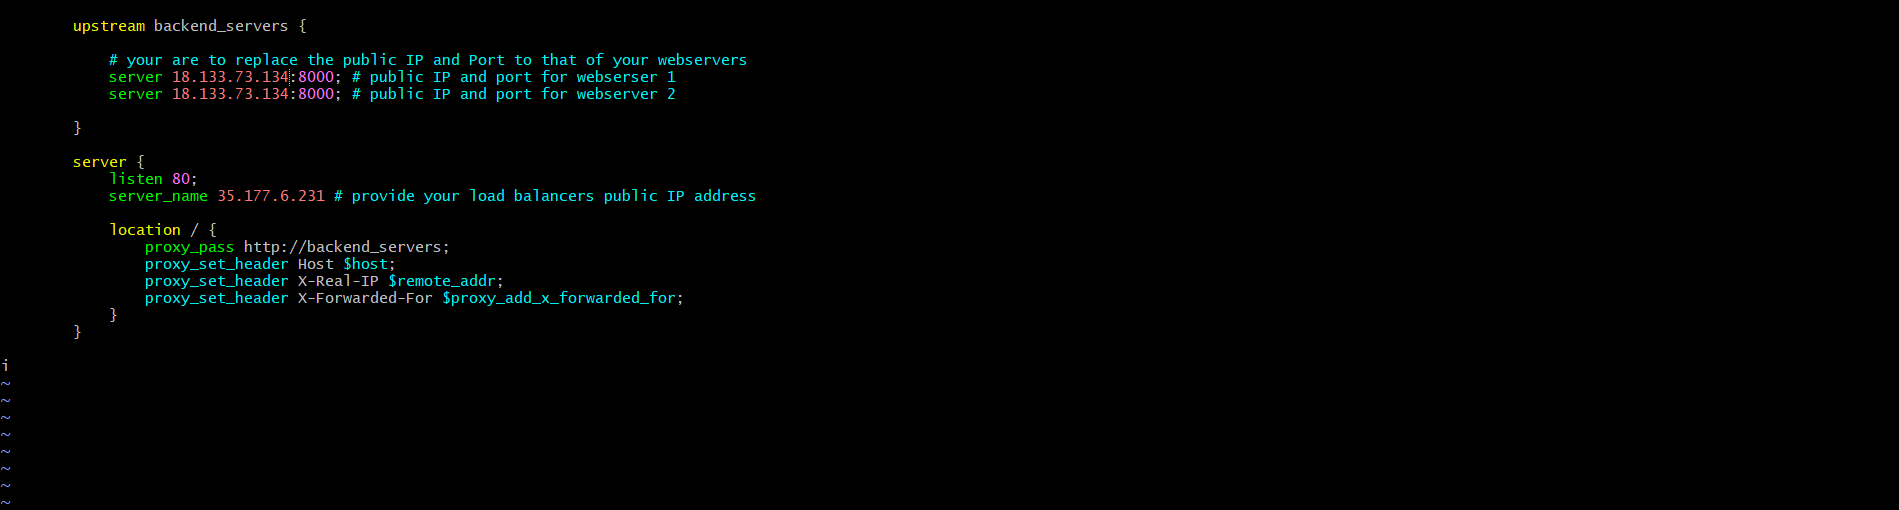 upstream backend_servers {
# your are to replace the public IP and Port to that of your webservers
server 18.133.73.134:8000; # public IP and port for webserser 1
server 18.133.73.134:8000; # public IP and port for webserver 2
}
server {
listen 80;
server_name 35.177.6.231 # provide your load balancers public IP address
location / {
proxy_pass http://backend_servers;
proxy_set_header Host $host;
proxy_set_header X-Real-IP $remote_addr;
proxy_set_header X-Forwarded-For $proxy_add_x_forwarded_for;
}
}
i
~
~
~
~
~
~
~
~